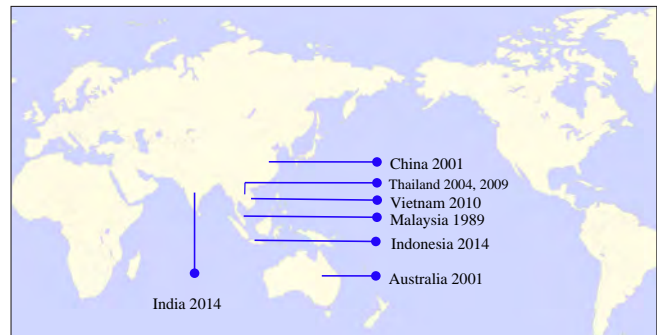 China 2001
Thailand 2004, 2009
Vietnam 2010
Malaysia 1989
Indonesia 2014
Australia 2001
India 2014